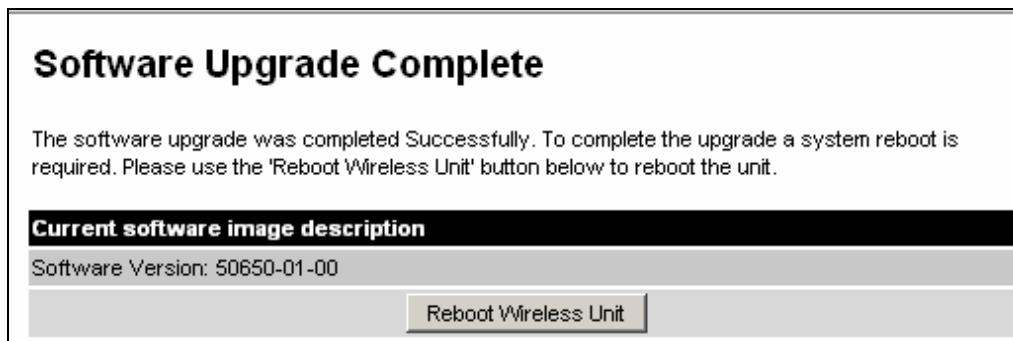 Software Upgrade Complete
The software upgrade was completed Successfully. To complete the upgrade a system reboot is
required. Please use the 'Reboot Wireless Unit' button below to reboot the unit.
Current software image description
Software Version: 50650-01-00
Reboot Wireless Unit